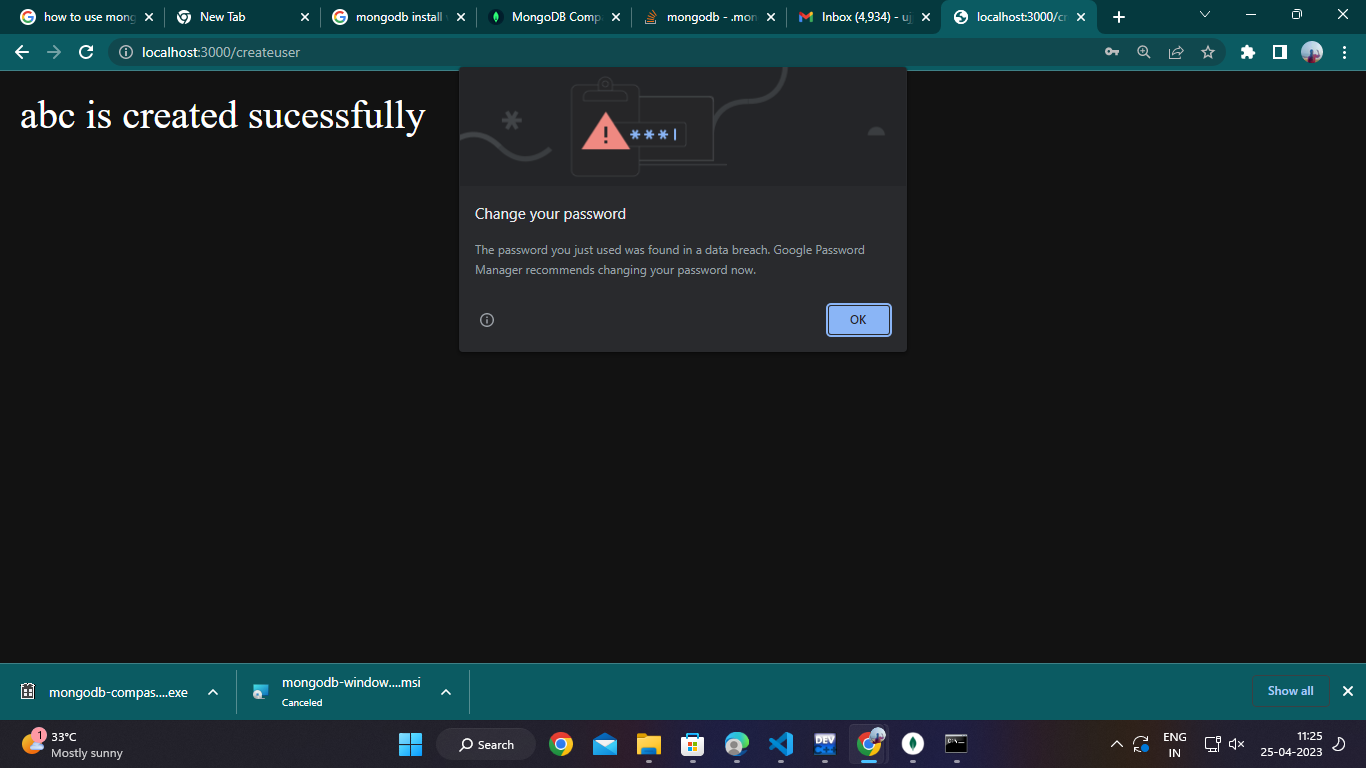 how to use mong
New Tab
mongodb install
MongoDB Comp
mongodb - .mon
Inbox (4,934) - uj
localhost:3000/cr
localhost:3000/createuser
abc is created sucessfully
***
Change your password
The password you just used was found in a data breach. Google Password
Manager recommends changing your password now.
OK
mongodb-compas....exe
mongodb-window....msi
Canceled
Show all
1
33°C
Mostly sunny
Search
DEV
ENG
IN
11:25
25-04-2023